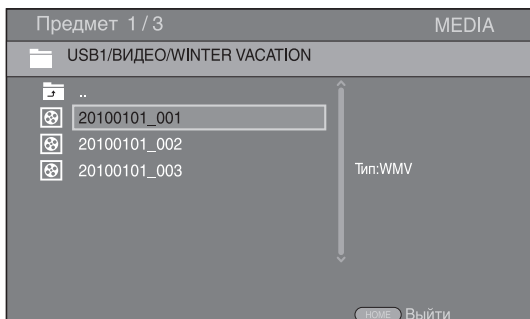 Предмет 1/3 MEDIA
USB1/ВИДЕО/WINTER VACATION
..
20100101_001
20100101_002
20100101_003
Тип:WMV
HOME Выйти